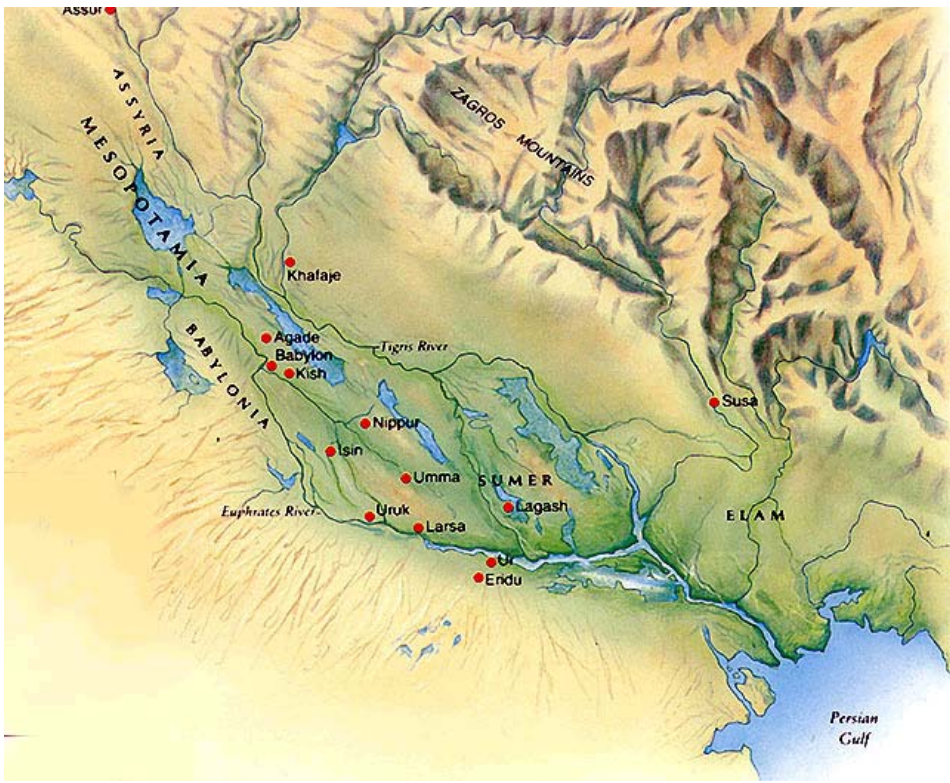 Assur
ASSYRIA
MESOPOTAMIA
ZAGROS MOUNTAINS
Khafaje
BABYLONIA
Agade
Babylon
Kish
Tigris River
Susa
Nippur
Isin
Umma
SUMER
Lagash
Euphrates River
Uruk
Larsa
ELAM
Ur
Eridu
Persian
Gulf